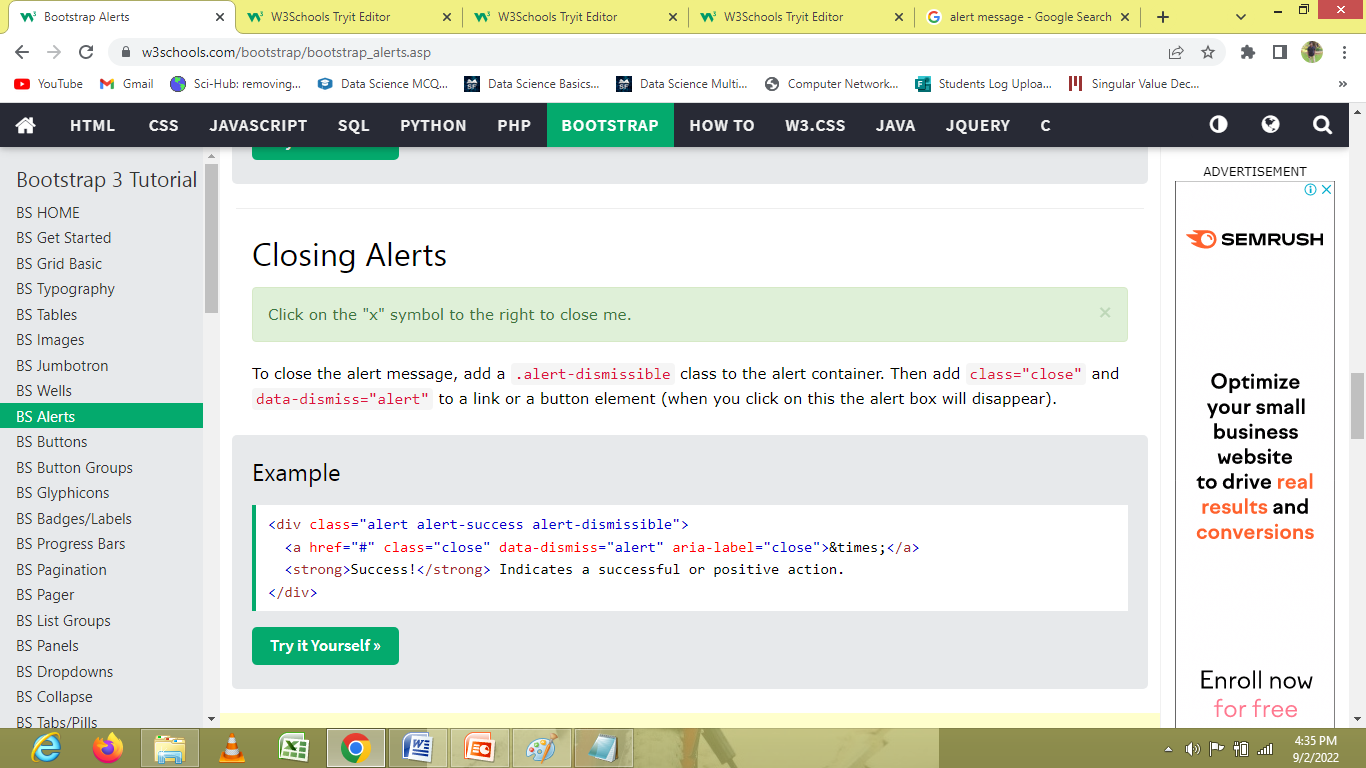 Bootstrap Alerts
W3Schools Tryit Editor
W3Schools Tryit Editor
W3Schools Tryit Editor
alert message - Google Search
w3schools.com/bootstrap/bootstrap_alerts.asp
YouTube
Gmail
Sci-Hub: removing...
Data Science MCQ...
Data Science Basics...
Data Science Multi...
Computer Network...
Students Log Uploa...
Singular Value Dec...
»
HTML CSS JAVASCRIPT SQL PYTHON PHP BOOTSTRAP HOW TO W3.CSS JAVA JQUERY C
Bootstrap 3 Tutorial
BS HOME
BS Get Started
BS Grid Basic
BS Typography
BS Tables
BS Images
BS Jumbotron
BS Wells
BS Alerts
BS Buttons
BS Button Groups
BS Glyphicons
BS Badges/Labels
BS Progress Bars
BS Pagination
BS Pager
BS List Groups
BS Panels
BS Dropdowns
BS Collapse
BS Tabs/Pills
Closing Alerts
Click on the "x" symbol to the right to close me.
×
To close the alert message, add a .alert-dismissible class to the alert container. Then add class="close" and
data-dismiss="alert" to a link or a button element (when you click on this the alert box will disappear).
Example
<div class="alert alert-success alert-dismissible">
<a href="#" class="close" data-dismiss="alert" aria-label="close">&times;</a>
<strong>Success!</strong> Indicates a successful or positive action.
</div>
Try it Yourself »
ADVERTISEMENT
SEMRUSH
Optimize
your small
business
website
to drive real
results and
conversions
Enroll now
for free
4:35 PM
9/2/2022